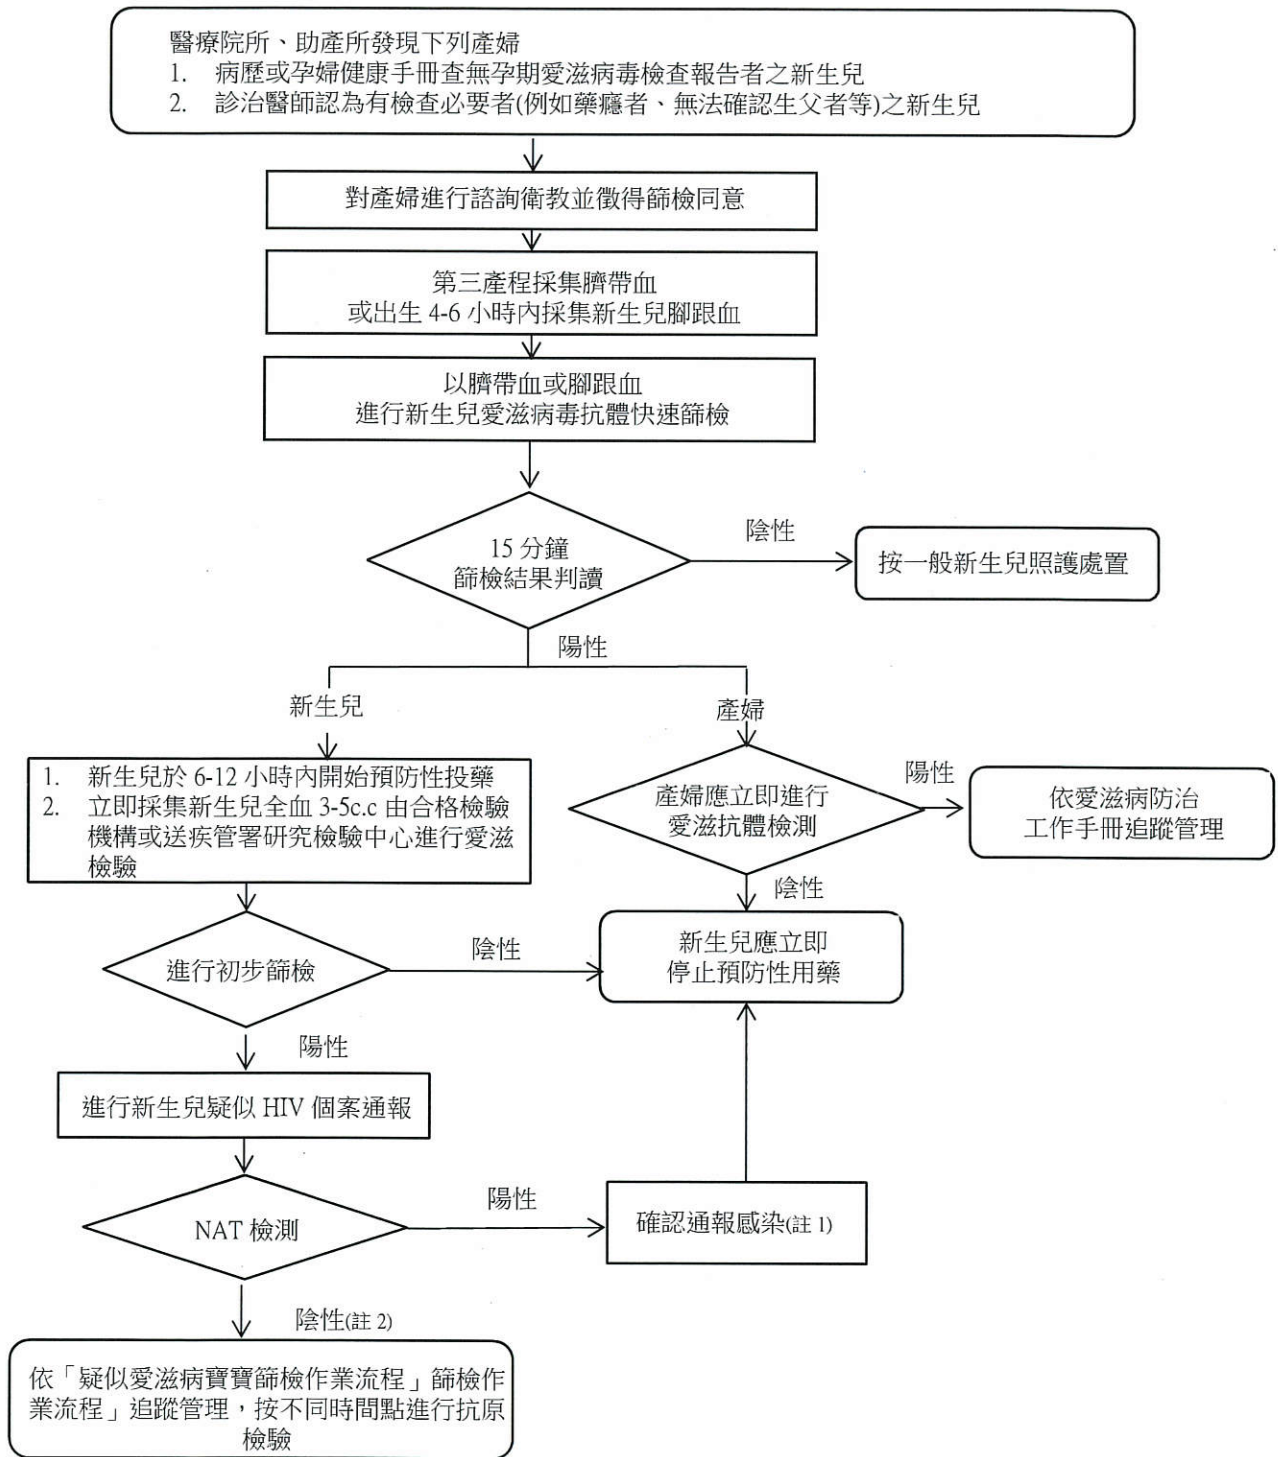 醫療院所、助產所發現下列產婦
1. 病歷或孕婦健康手冊查無孕期愛滋病毒檢查報告者之新生兒
2. 診治醫師認為有檢查必要者(例如藥癮者、無法確認生父者等)之新生兒
對產婦進行諮詢衛教並徵得篩檢同意
第三產程採集臍帶血
或出生 4-6 小時內採集新生兒腳跟血
以臍帶血或腳跟血
進行新生兒愛滋病毒抗體快速篩檢
15 分鐘
篩檢結果判讀
陰性
按一般新生兒照護處置
陽性
新生兒
產婦
1. 新生兒於 6-12 小時內開始預防性投藥
2. 立即採集新生兒全血 3-5c.c 由合格檢驗
機構或送疾管署研究檢驗中心進行愛滋
檢驗
產婦應立即進行
愛滋抗體檢測
陽性
依愛滋病防治
工作手冊追蹤管理
陰性
進行初步篩檢
陰性
新生兒應立即
停止預防性用藥
陽性
進行新生兒疑似 HIV 個案通報
NAT 檢測
陽性
確認通報感染(註 1)
陰性(註 2)
依「疑似愛滋病寶寶篩檢作業流程」篩檢作
業流程」追蹤管理，按不同時間點進行抗原
檢驗